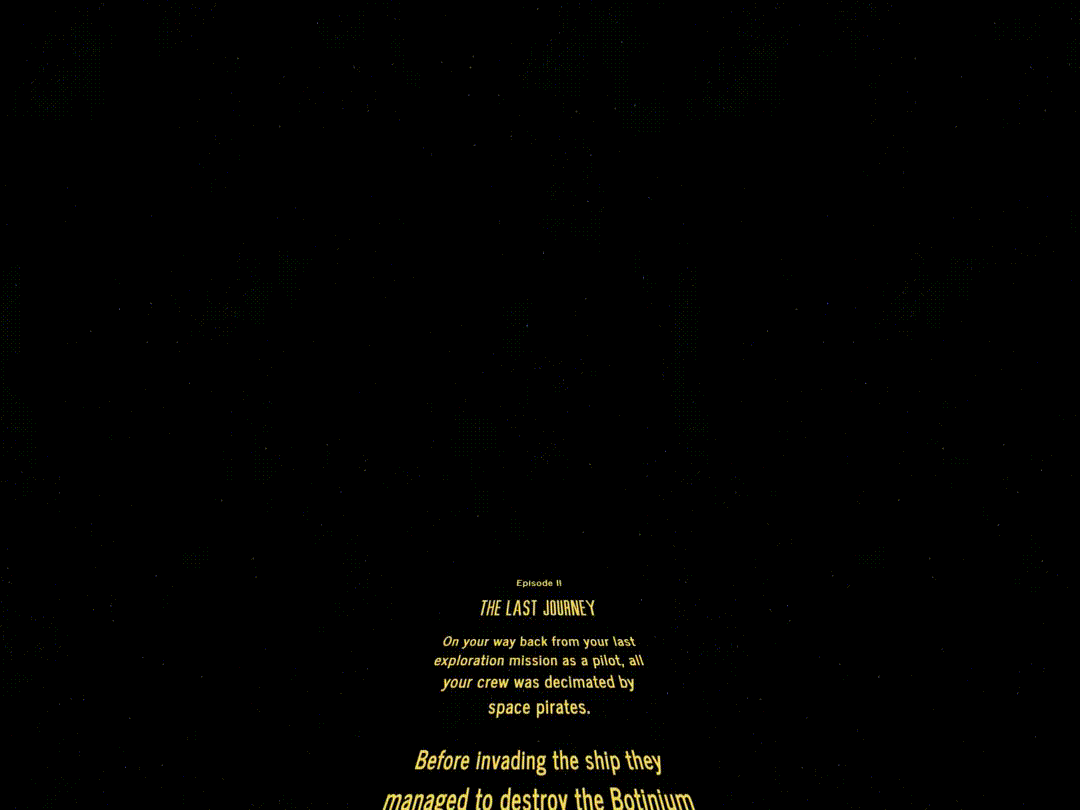 Episode II
THE LAST JOURNEY
On your way back from your last
exploration mission as a pilot, all
your crew was decimated by
space pirates.
Before invading the ship they
managed to destroy the Botinium